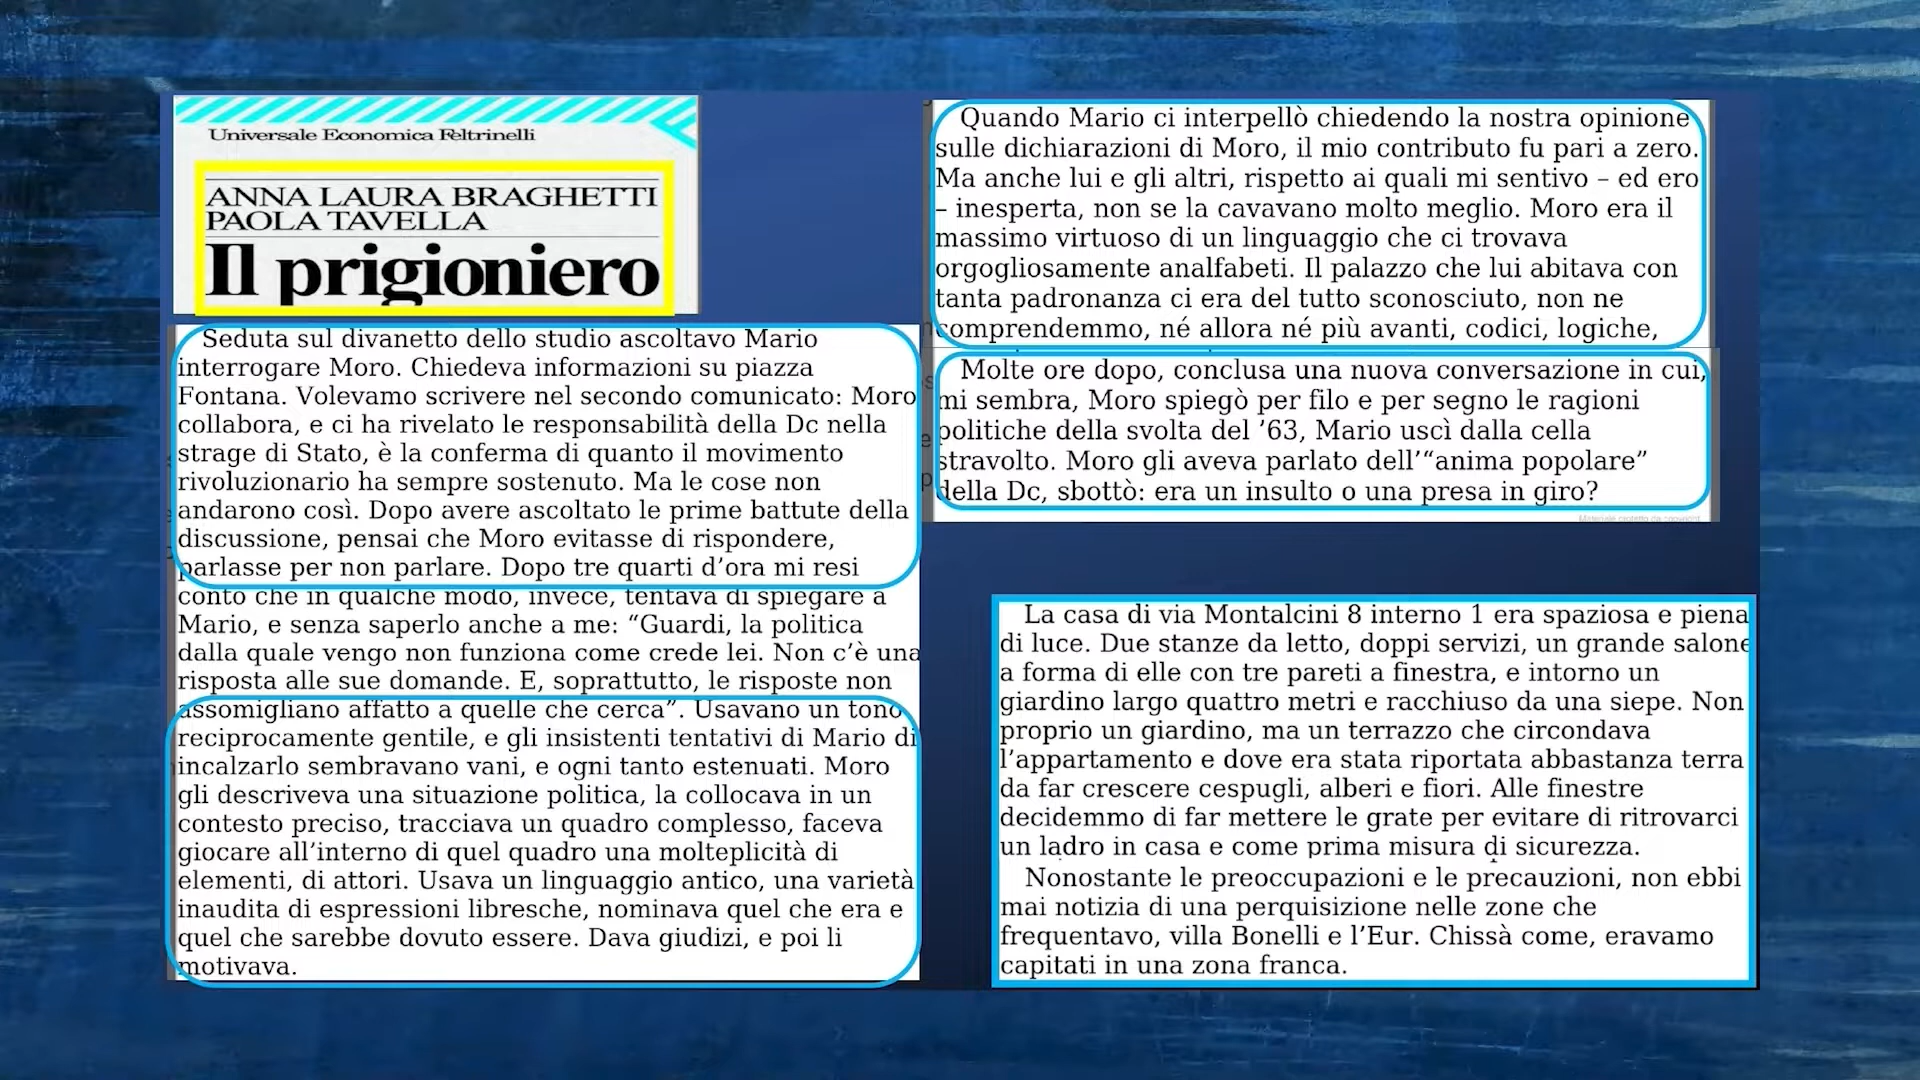 Universale Economica Feltrinelli
ANNA LAURA BRAGHETTI
PAOLA TAVELLA
Il prigioniero
Seduta sul divanetto dello studio ascoltavo Mario
interrogare Moro. Chiedeva informazioni su piazza
Fontana. Volevamo scrivere nel secondo comunicato: Moro
collabora, e ci ha rivelato le responsabilità della Dc nella
strage di Stato, è la conferma di quanto il movimento
rivoluzionario ha sempre sostenuto. Ma le cose non
andarono così. Dopo avere ascoltato le prime battute della
discussione, pensai che Moro evitasse di rispondere,
parlasse per non parlare. Dopo tre quarti d’ora mi resi
conto che in qualche modo, invece, tentava di spiegare a
Mario, e senza saperlo anche a me: “Guardi, la politica
dalla quale vengo non funziona come crede lei. Non c’è una
risposta alle sue domande. E, soprattutto, le risposte non
assomigliano affatto a quelle che cerca”. Usavano un tono
reciprocamente gentile, e gli insistenti tentativi di Mario di
incalzarlo sembravano vani, e ogni tanto estenuati. Moro
gli descriveva una situazione politica, la collocava in un
contesto preciso, tracciava un quadro complesso, faceva
giocare all’interno di quel quadro una molteplicità di
elementi, di attori. Usava un linguaggio antico, una varietà
inaudita di espressioni libresche, nominava quel che era e
quel che sarebbe dovuto essere. Dava giudizi, e poi li
motivava.
Quando Mario ci interpellò chiedendo la nostra opinione
sulle dichiarazioni di Moro, il mio contributo fu pari a zero.
Ma anche lui e gli altri, rispetto ai quali mi sentivo – ed ero
– inesperta, non se la cavavano molto meglio. Moro era il
massimo virtuoso di un linguaggio che ci trovava
orgogliosamente analfabeti. Il palazzo che lui abitava con
tanta padronanza ci era del tutto sconosciuto, non ne
comprendemmo, né allora né più avanti, codici, logiche,
Molte ore dopo, conclusa una nuova conversazione in cui,
mi sembra, Moro spiegò per filo e per segno le ragioni
politiche della svolta del ’63, Mario uscì dalla cella
stravolto. Moro gli aveva parlato dell’“anima popolare”
della Dc, sbottò: era un insulto o una presa in giro?
Materiale protetto da copyright
La casa di via Montalcini 8 interno 1 era spaziosa e piena
di luce. Due stanze da letto, doppi servizi, un grande salone
a forma di elle con tre pareti a finestra, e intorno un
giardino largo quattro metri e racchiuso da una siepe. Non
proprio un giardino, ma un terrazzo che circondava
l’appartamento e dove era stata riportata abbastanza terra
da far crescere cespugli, alberi e fiori. Alle finestre
decidemmo di far mettere le grate per evitare di ritrovarci
un ladro in casa e come prima misura di sicurezza.
Nonostante le preoccupazioni e le precauzioni, non ebbi
mai notizia di una perquisizione nelle zone che
frequentavo, villa Bonelli e l’Eur. Chissà come, eravamo
capitati in una zona franca.